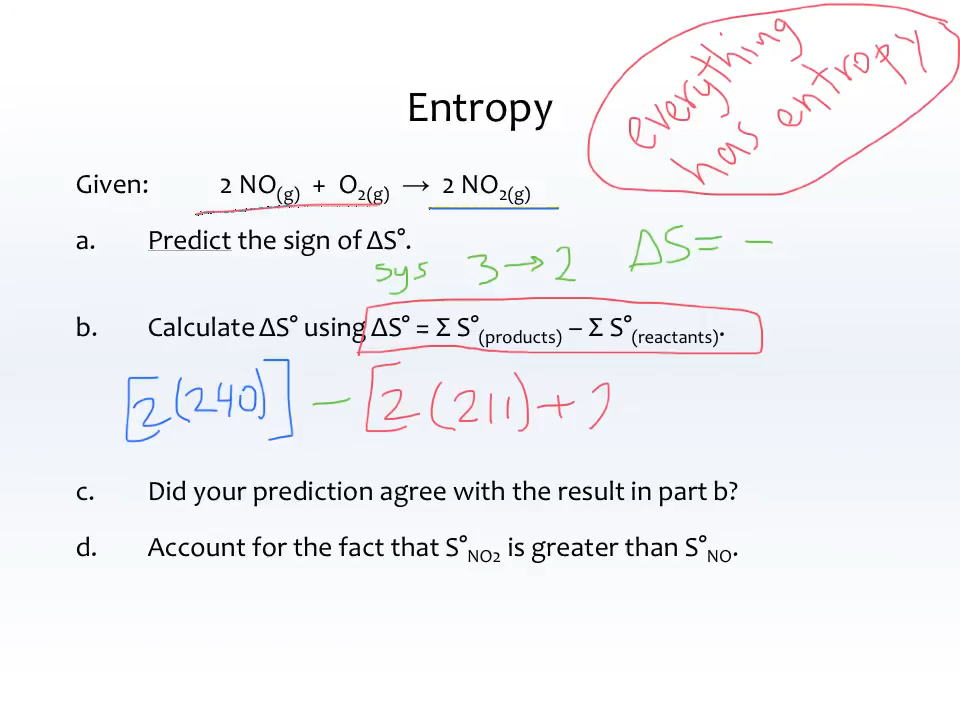 everything
has entropy
Entropy
Given: 2 NO(g) + O2(g) → 2 NO2(g)
a. Predict the sign of ΔS°.
sys 3 → 2 ΔS = −
b. Calculate ΔS° using ΔS° = Σ S°(products) – Σ S°(reactants).
[2(240)] − [2(211) + 2
c. Did your prediction agree with the result in part b?
d. Account for the fact that S°NO2 is greater than S°NO.